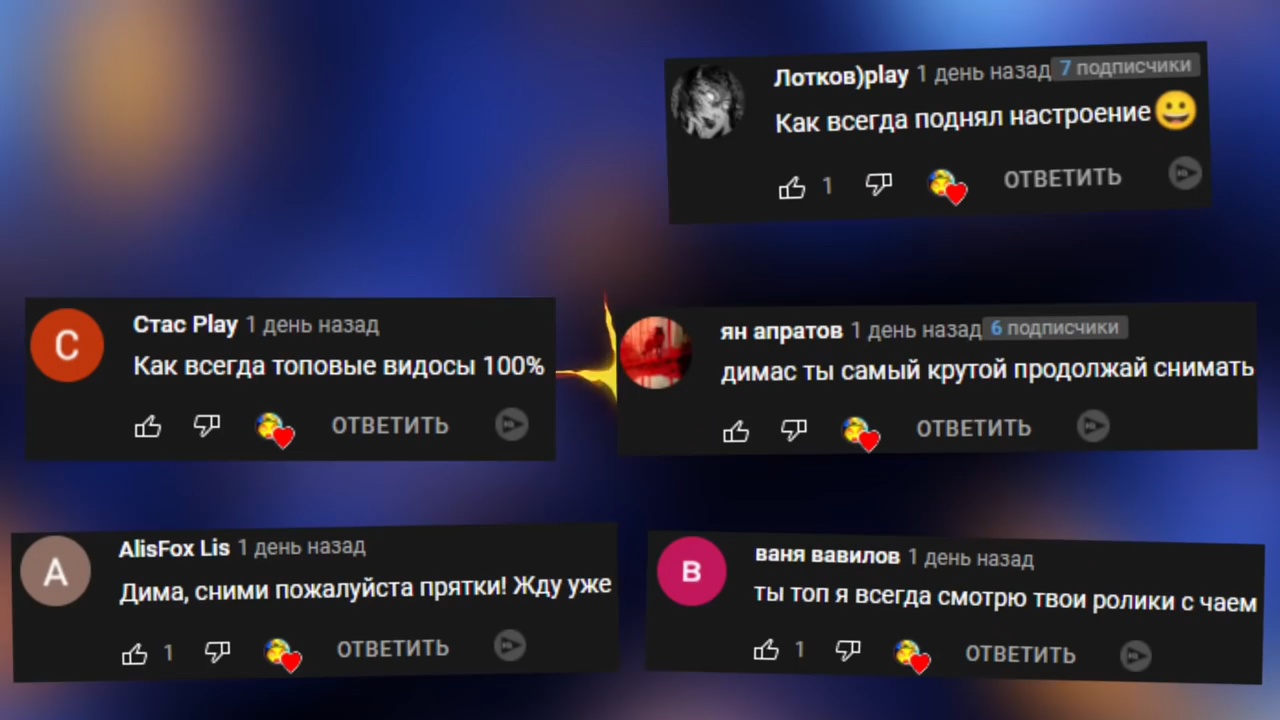 Лотков)play 1 день назад 7 подписчики
Как всегда поднял настроение
1 ОТВЕТИТЬ
С
Стас Play 1 день назад
Как всегда топовые видосы 100%
ОТВЕТИТЬ
ян апратов 1 день назад 6 подписчики
димас ты самый крутой продолжай снимать
ОТВЕТИТЬ
A
AlisFox Lis 1 день назад
Дима, сними пожалуйста прятки! Жду уже
1 ОТВЕТИТЬ
В
ваня вавилов 1 день назад
ты топ я всегда смотрю твои ролики с чаем
1 ОТВЕТИТЬ